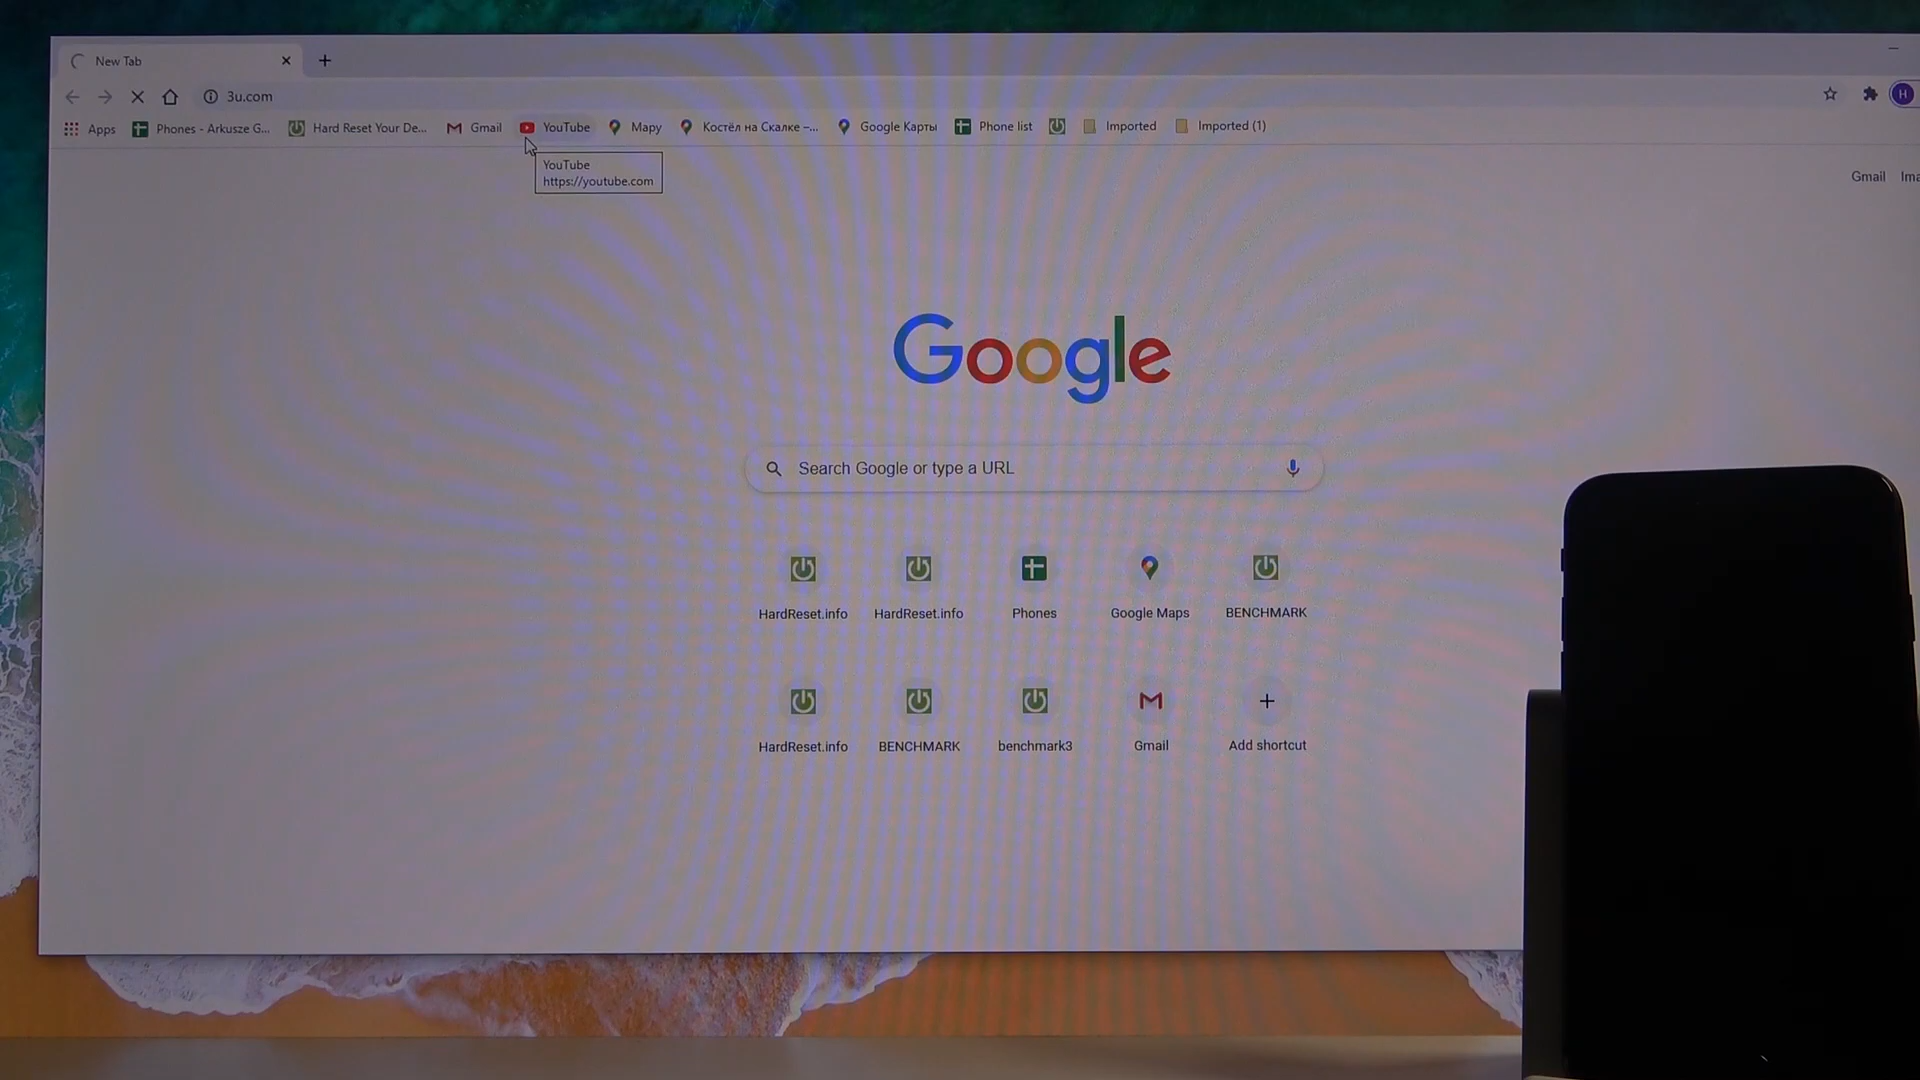 New Tab
3u.com
Apps
Phones - Arkusze G...
Hard Reset Your De...
Gmail
YouTube
Mapy
Костёл на Скалке –...
Google Карты
Phone list
Imported
Imported (1)
YouTube
https://youtube.com
H
Gmail
Ima
Google
Search Google or type a URL
HardReset.info
HardReset.info
Phones
Google Maps
BENCHMARK
HardReset.info
BENCHMARK
benchmark3
Gmail
Add shortcut